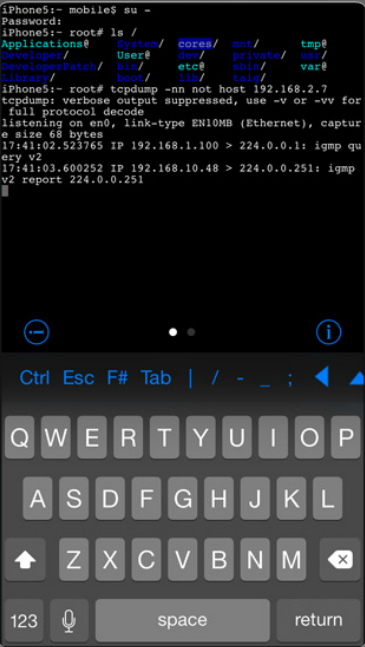 iPhone5:~ mobile$ su -
Password:
iPhone5:~ root# ls /
Applications@ System/ cores/ mnt/ tmp@
Developer/ User@ dev/ private/ usr/
DeveloperPatch/ bin/ etc@ sbin/ var@
Library/ boot/ lib/ taig/
iPhone5:~ root# tcpdump -nn not host 192.168.2.7
tcpdump: verbose output suppressed, use -v or -vv for
full protocol decode
listening on en0, link-type EN10MB (Ethernet), captur
e size 68 bytes
17:41:02.523765 IP 192.168.1.100 > 224.0.0.1: igmp qu
ery v2
17:41:03.600252 IP 192.168.10.48 > 224.0.0.251: igmp
v2 report 224.0.0.251
Ctrl Esc F# Tab | / - _ ;
Q W E R T Y U I O P
A S D F G H J K L
Z X C V B N M
123 space return